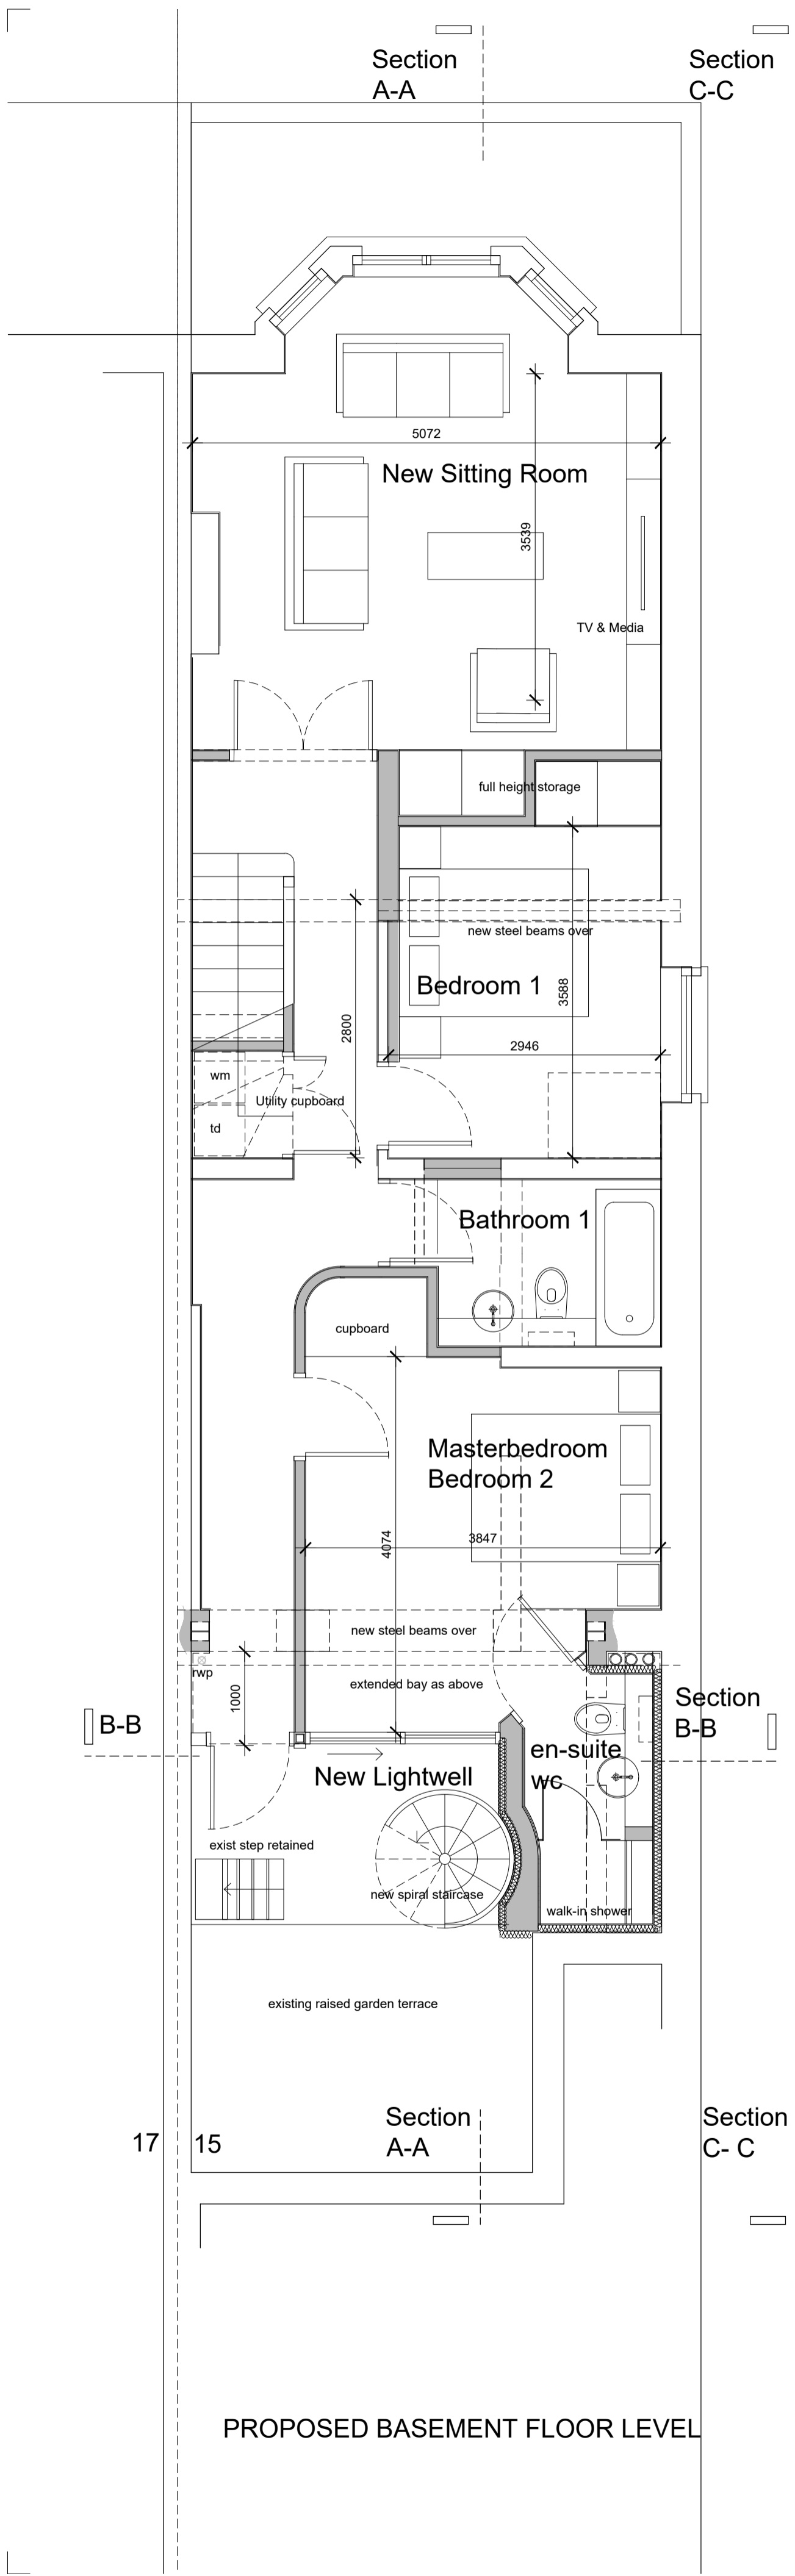 Section
A-A
Section
C-C
5072
New Sitting Room
3539
TV & Media
full height storage
new steel beams over
Bedroom 1
3588
2800
2946
wm
Utility cupboard
td
Bathroom 1
cupboard
Masterbedroom
Bedroom 2
4074
3847
new steel beams over
rwp
extended bay as above
1000
Section
B-B
B-B
en-suite
wc
New Lightwell
exist step retained
new spiral staircase
walk-in shower
existing raised garden terrace
17
15
Section
A-A
Section
C- C
PROPOSED BASEMENT FLOOR LEVEL